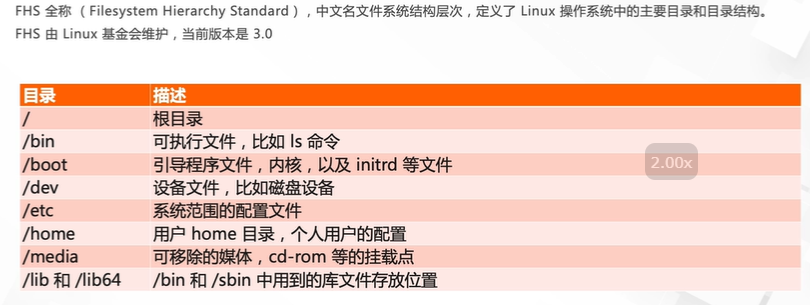 FHS 全称 （ Filesystem Hierarchy Standard ），中文名文件系统结构层次，定义了 Linux 操作系统中的主要目录和目录结构。
FHS 由 Linux 基金会维护，当前版本是 3.0
目录 描述
/ 根目录
/bin 可执行文件，比如 ls 命令
/boot 引导程序文件，内核，以及 initrd 等文件
2.00x
/dev 设备文件，比如磁盘设备
/etc 系统范围的配置文件
/home 用户 home 目录，个人用户的配置
/media 可移除的媒体，cd-rom 等的挂载点
/lib 和 /lib64 /bin 和 /sbin 中用到的库文件存放位置